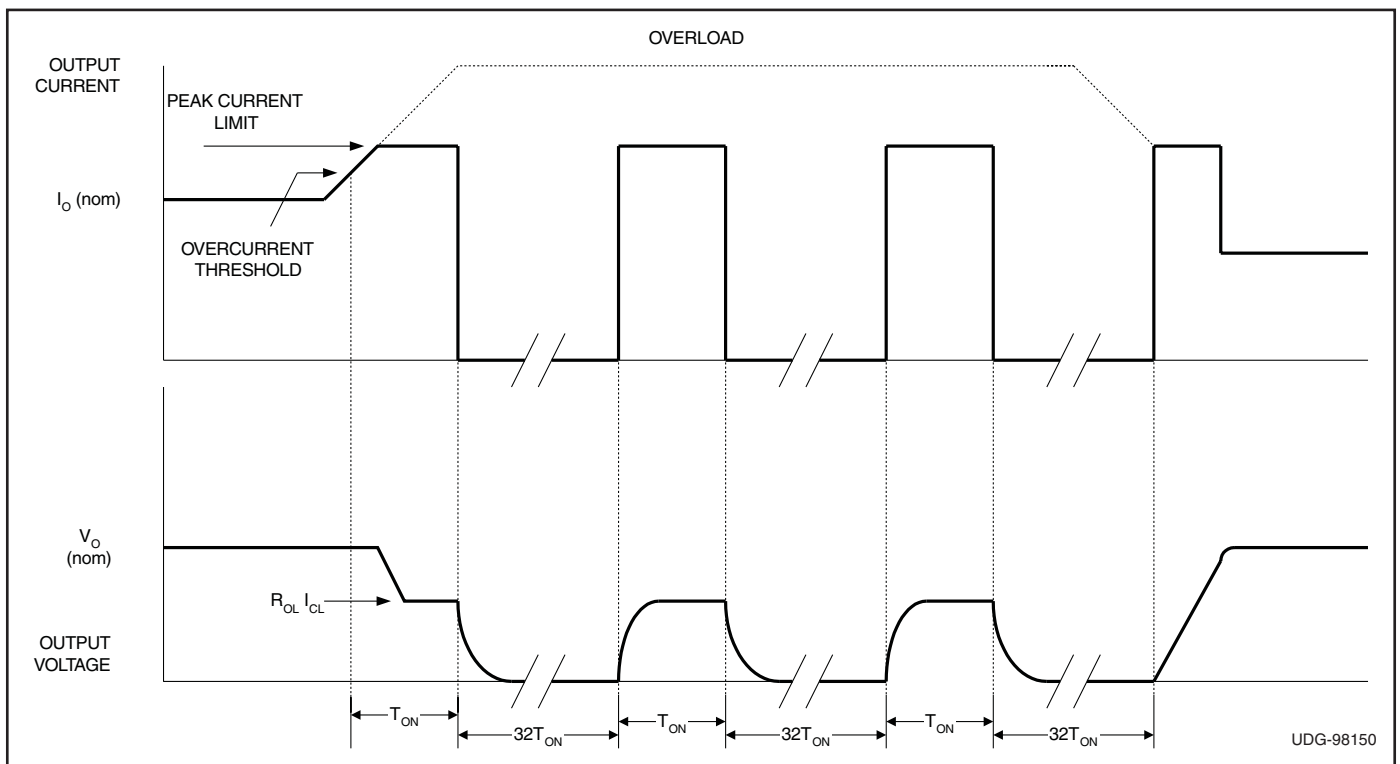 OVERLOAD
OUTPUT
CURRENT
PEAK CURRENT
LIMIT
I_O (nom)
OVERCURRENT
THRESHOLD
V_O
(nom)
R_OL I_CL
OUTPUT
VOLTAGE
T_ON
32T_ON
T_ON
32T_ON
T_ON
32T_ON
UDG-98150